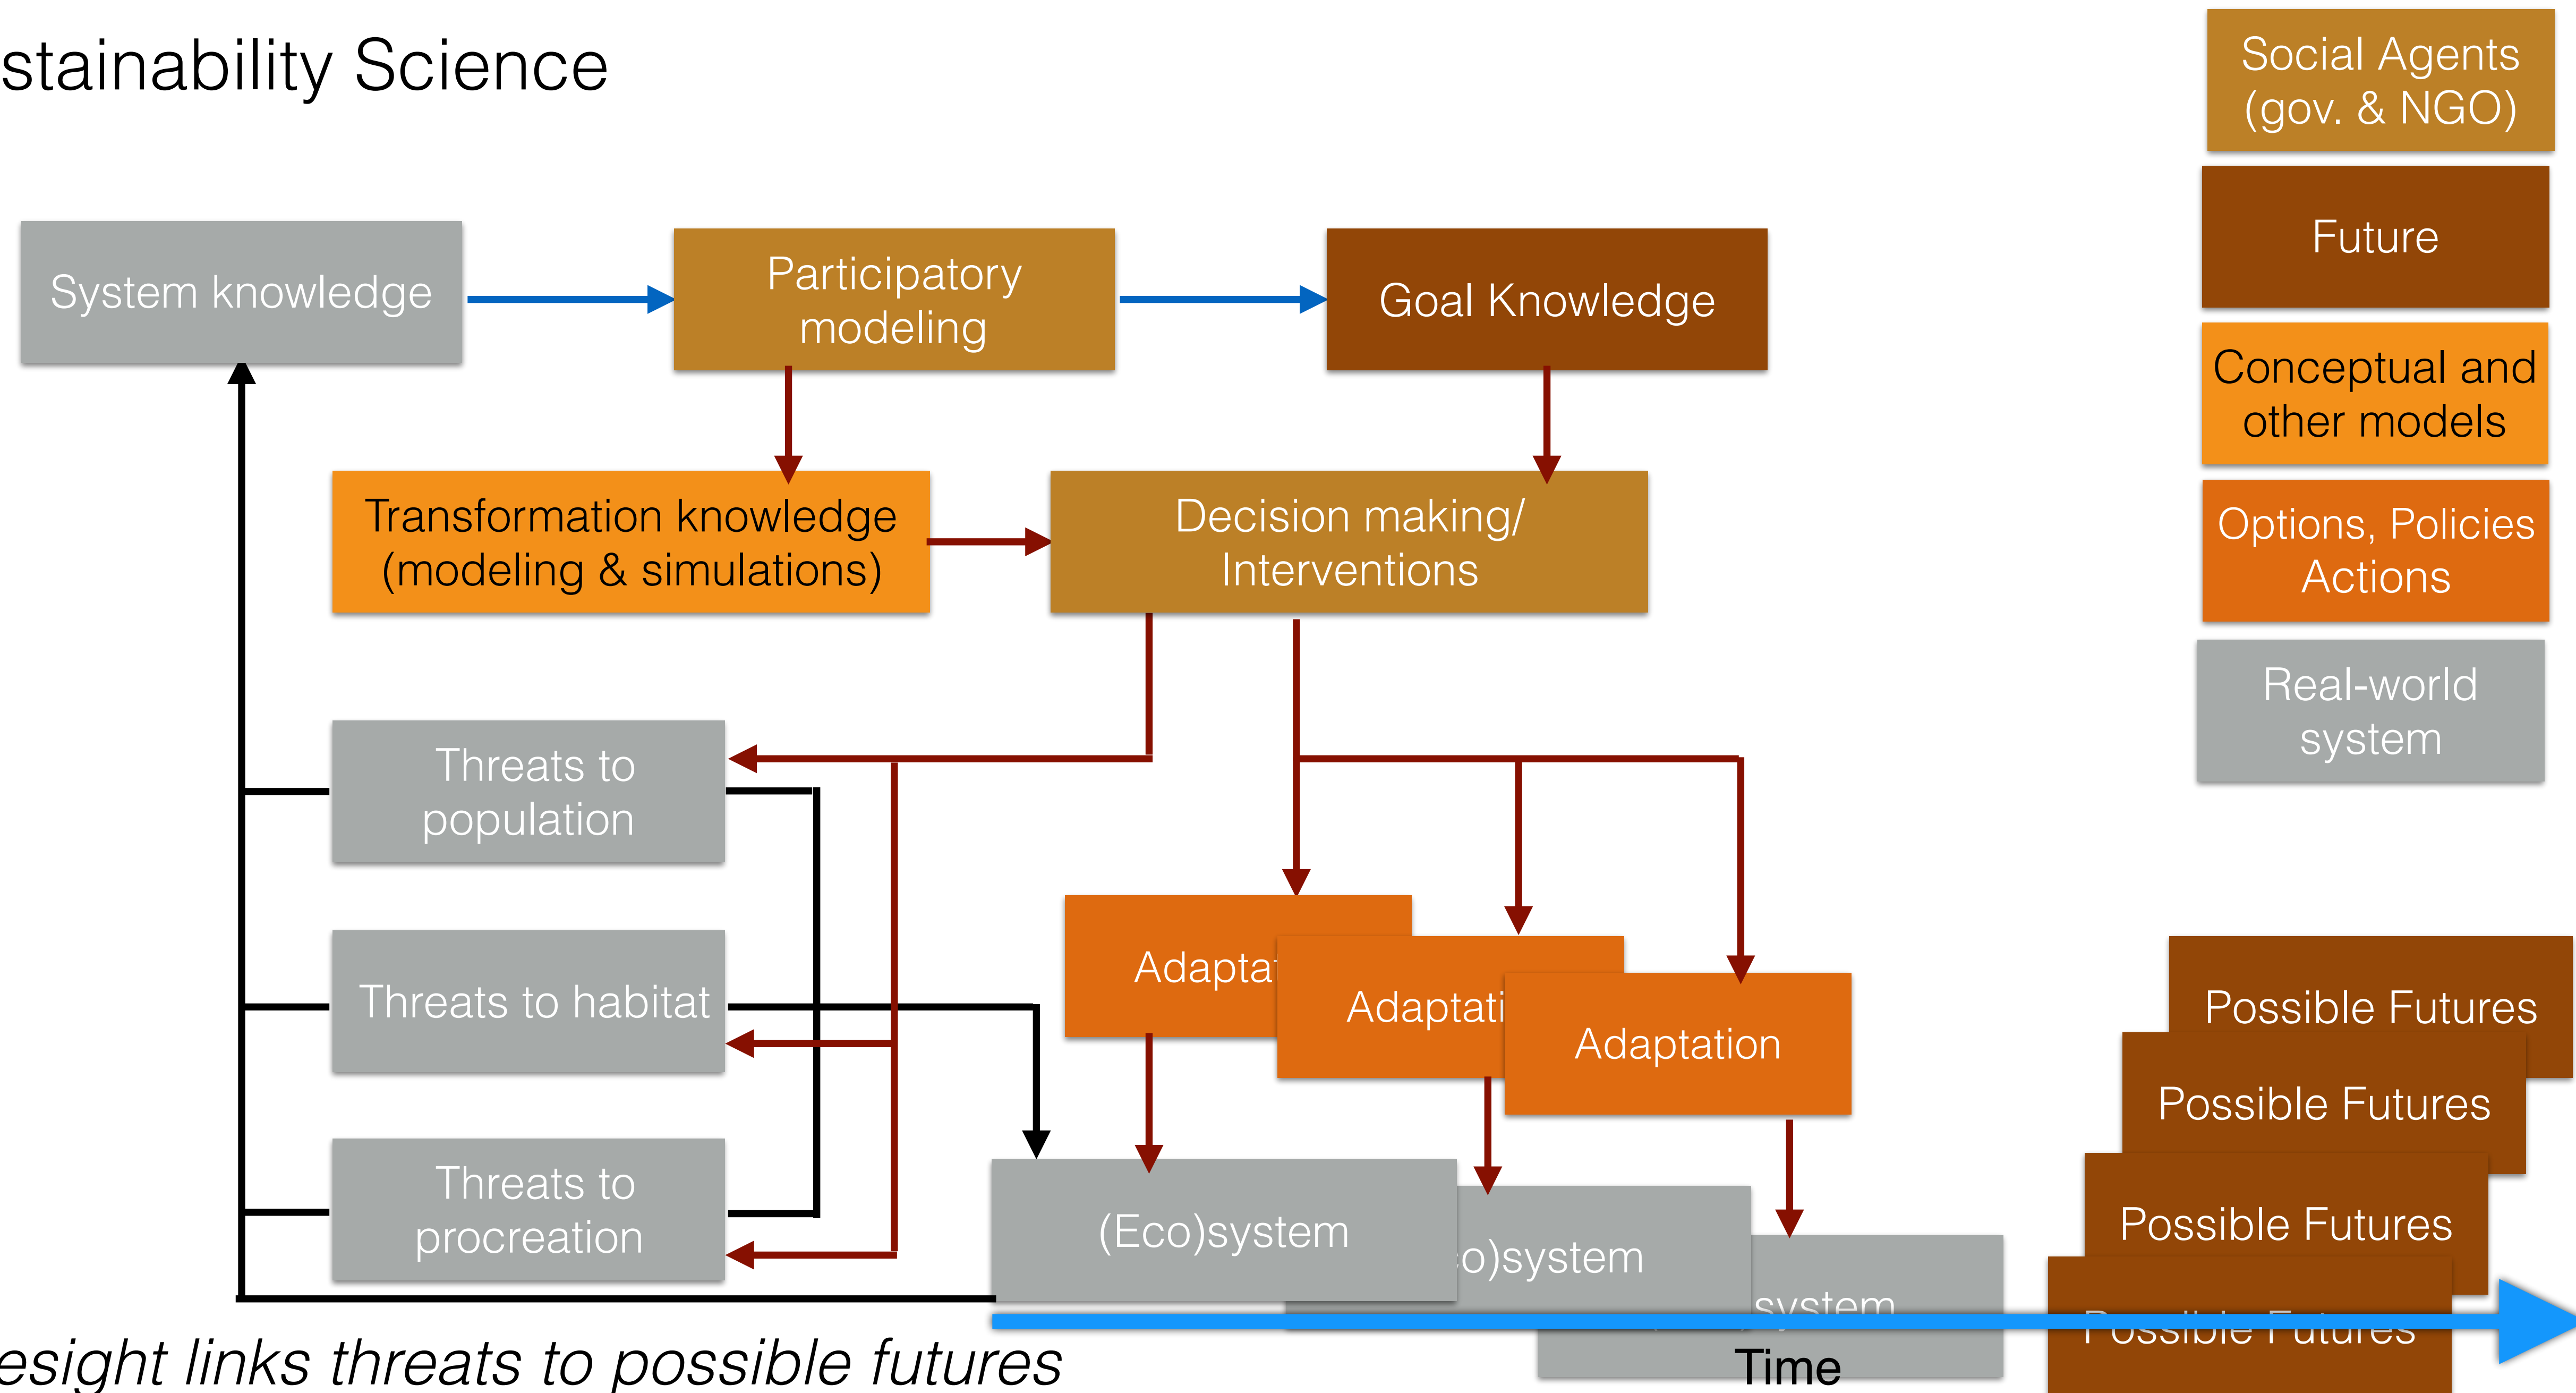 stainability Science
Social Agents
(gov. & NGO)
Future
Conceptual and
other models
Options, Policies
Actions
Real-world
system
System knowledge
Participatory
modeling
Goal Knowledge
Transformation knowledge
(modeling & simulations)
Decision making/
Interventions
Threats to
population
Threats to habitat
Threats to
procreation
Adaptat
Adaptati
Adaptation
(Eco)system
o)system
system
Possible Futures
Possible Futures
Possible Futures
Possible Futures
Time
esight links threats to possible futures